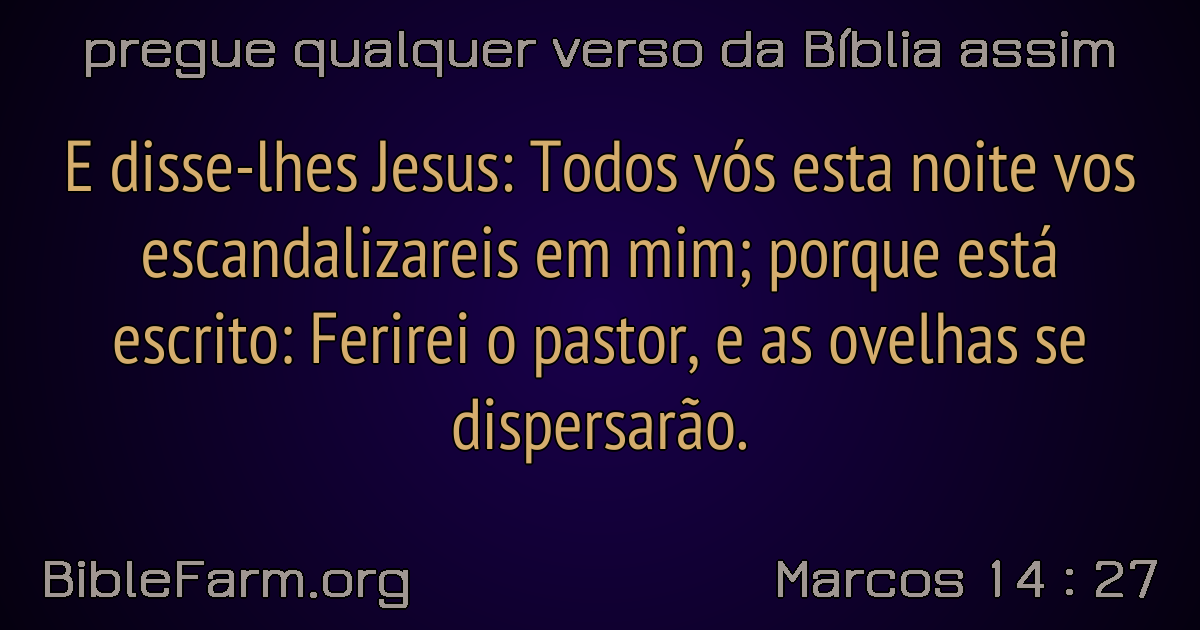 pregue qualquer verso da Bíblia assim
E disse-lhes Jesus: Todos vós esta noite vos
escandalizareis em mim; porque está
escrito: Ferirei o pastor, e as ovelhas se
dispersarão.
BibleFarm.org
Marcos 14 : 27